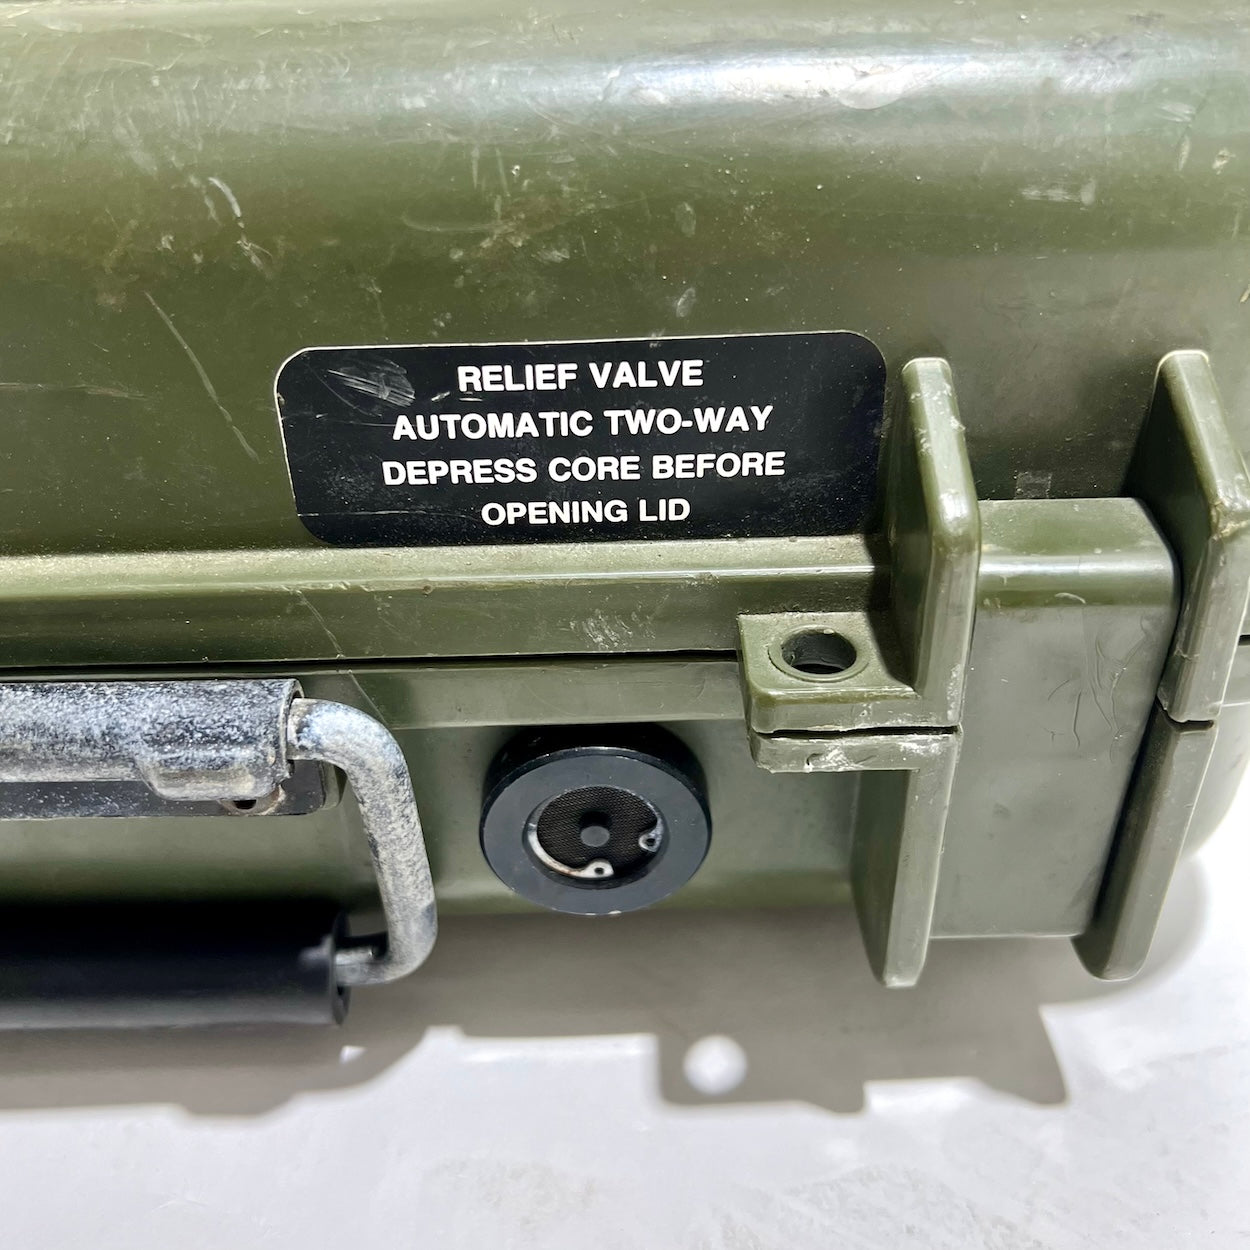 RELIEF VALVE
AUTOMATIC TWO-WAY
DEPRESS CORE BEFORE
OPENING LID